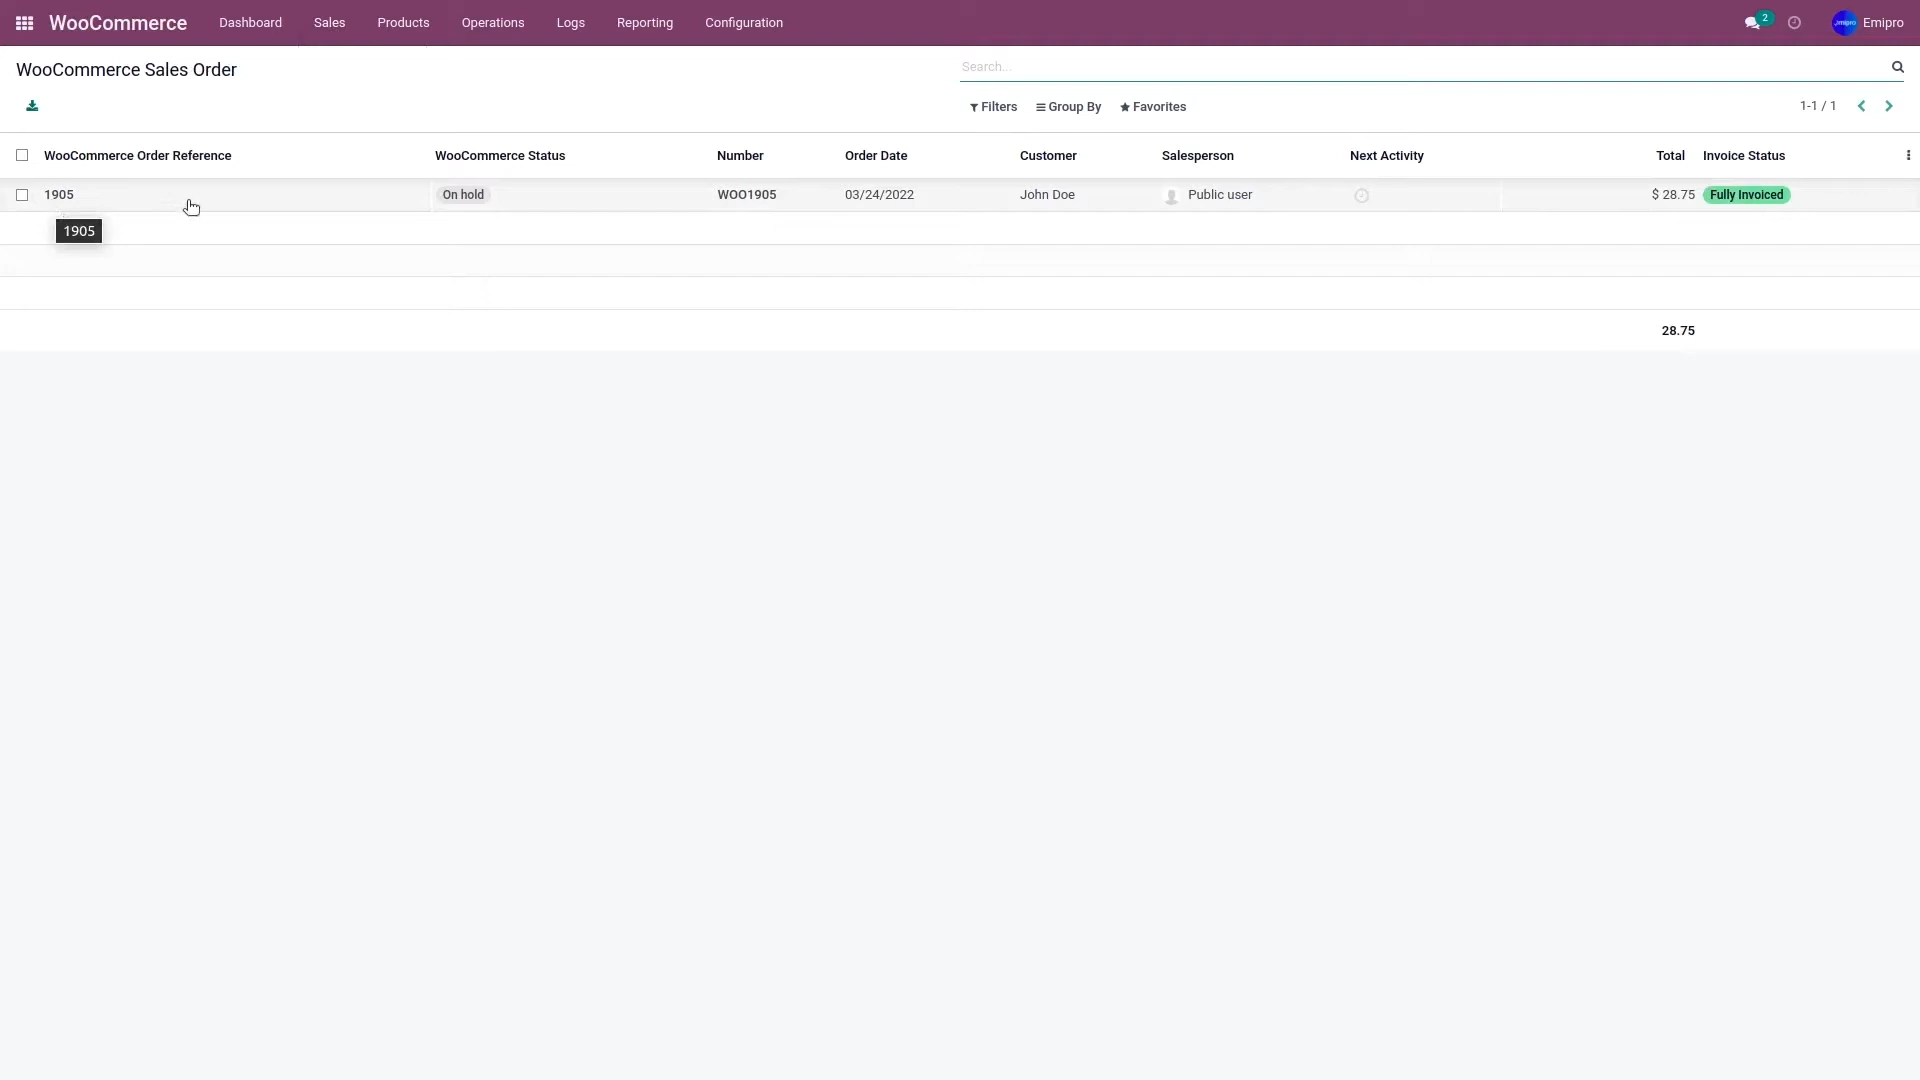 WooCommerce Dashboard Sales Products Operations Logs Reporting Configuration 2 Emipro
WooCommerce Sales Order
Search...
Filters Group By Favorites 1-1 / 1
WooCommerce Order Reference WooCommerce Status Number Order Date Customer Salesperson Next Activity Total Invoice Status
1905 On hold WOO1905 03/24/2022 John Doe Public user $ 28.75 Fully Invoiced
1905
28.75